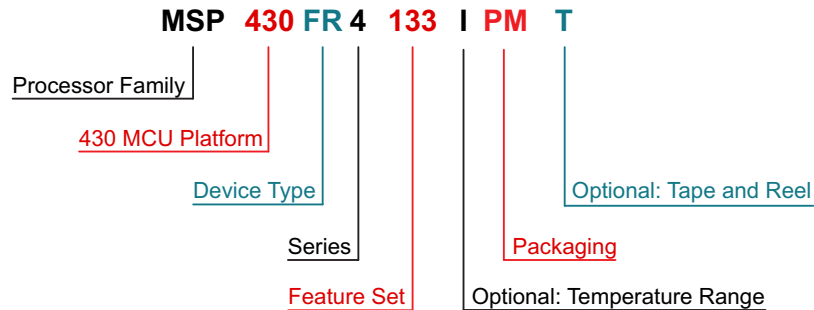 MSP 430 FR 4 133 I PM T
Processor Family
430 MCU Platform
Device Type
Optional: Tape and Reel
Series
Packaging
Feature Set
Optional: Temperature Range